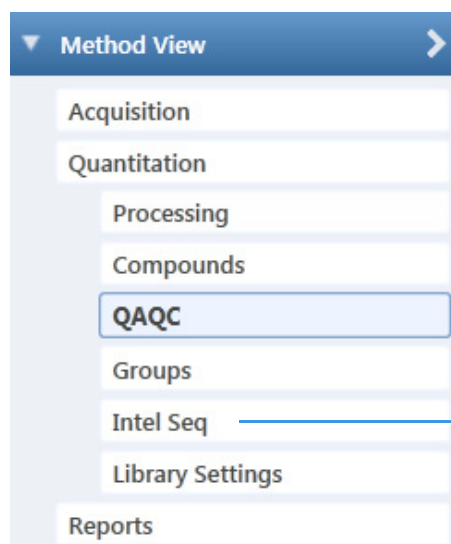 Method View
Acquisition
Quantitation
Processing
Compounds
QAQC
Groups
Intel Seq
Library Settings
Reports